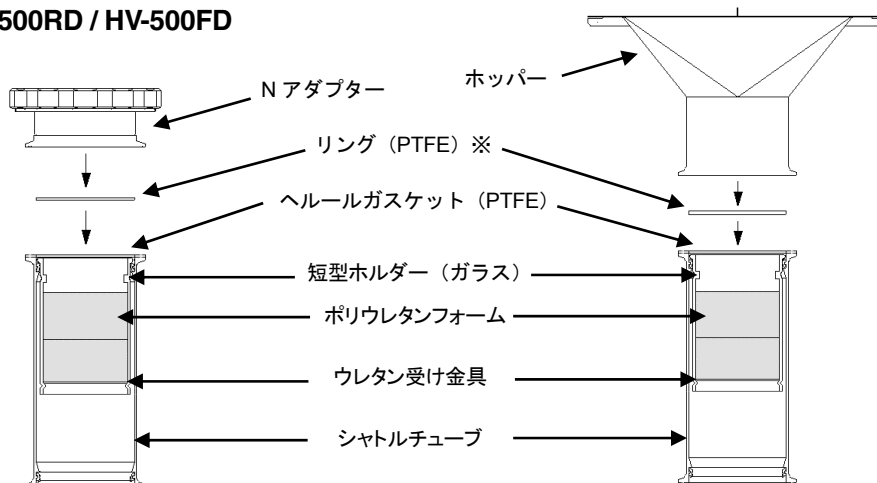 500RD / HV-500FD
ホッパー
N アダプター
リング（PTFE）※
ヘルールガスケット（PTFE）
短型ホルダー（ガラス）
ポリウレタンフォーム
ウレタン受け金具
シャトルチューブ